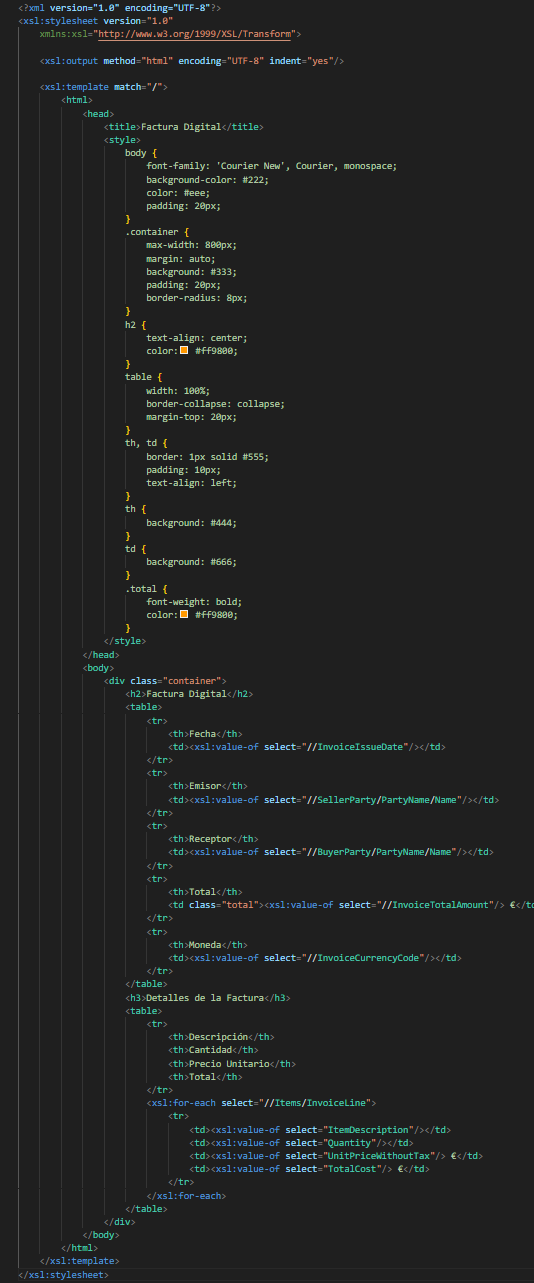 <?xml version="1.0" encoding="UTF-8"?>
<xsl:stylesheet version="1.0"
    xmlns:xsl="http://www.w3.org/1999/XSL/Transform">

    <xsl:output method="html" encoding="UTF-8" indent="yes"/>

    <xsl:template match="/">
        <html>
            <head>
                <title>Factura Digital</title>
                <style>
                    body {
                        font-family: 'Courier New', Courier, monospace;
                        background-color: #222;
                        color: #eee;
                        padding: 20px;
                    }
                    .container {
                        max-width: 800px;
                        margin: auto;
                        background: #333;
                        padding: 20px;
                        border-radius: 8px;
                    }
                    h2 {
                        text-align: center;
                        color: #ff9800;
                    }
                    table {
                        width: 100%;
                        border-collapse: collapse;
                        margin-top: 20px;
                    }
                    th, td {
                        border: 1px solid #555;
                        padding: 10px;
                        text-align: left;
                    }
                    th {
                        background: #444;
                    }
                    td {
                        background: #666;
                    }
                    .total {
                        font-weight: bold;
                        color: #ff9800;
                    }
                </style>
            </head>
            <body>
                <div class="container">
                    <h2>Factura Digital</h2>
                    <table>
                        <tr>
                            <th>Fecha</th>
                            <td><xsl:value-of select="//InvoiceIssueDate"/></td>
                        </tr>
                        <tr>
                            <th>Emisor</th>
                            <td><xsl:value-of select="//SellerParty/PartyName/Name"/></td>
                        </tr>
                        <tr>
                            <th>Receptor</th>
                            <td><xsl:value-of select="//BuyerParty/PartyName/Name"/></td>
                        </tr>
                        <tr>
                            <th>Total</th>
                            <td class="total"><xsl:value-of select="//InvoiceTotalAmount"/> €</td
                        </tr>
                        <tr>
                            <th>Moneda</th>
                            <td><xsl:value-of select="//InvoiceCurrencyCode"/></td>
                        </tr>
                    </table>
                    <h3>Detalles de la Factura</h3>
                    <table>
                        <tr>
                            <th>Descripción</th>
                            <th>Cantidad</th>
                            <th>Precio Unitario</th>
                            <th>Total</th>
                        </tr>
                        <xsl:for-each select="//Items/InvoiceLine">
                            <tr>
                                <td><xsl:value-of select="ItemDescription"/></td>
                                <td><xsl:value-of select="Quantity"/></td>
                                <td><xsl:value-of select="UnitPriceWithoutTax"/> €</td>
                                <td><xsl:value-of select="TotalCost"/> €</td>
                            </tr>
                        </xsl:for-each>
                    </table>
                </div>
            </body>
        </html>
    </xsl:template>
</xsl:stylesheet>